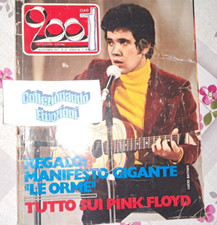 CIAO
2001
Collezionando
Emozioni
REGALO:
MANIFESTO GIGANTE
"LE ORME"
TUTTO SUI PINK FLOYD